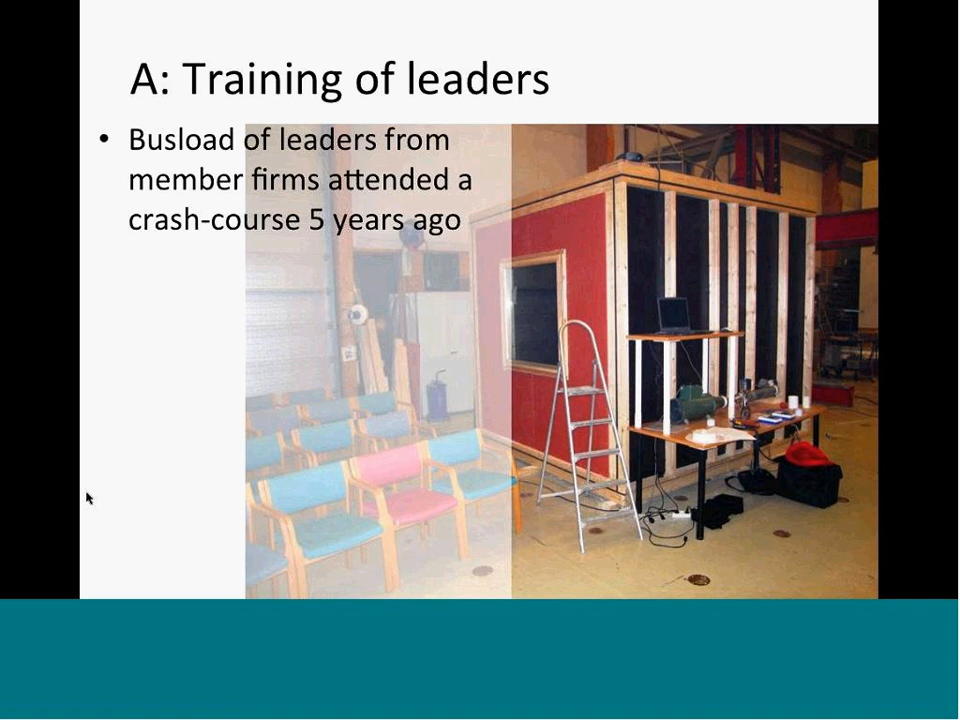 A: Training of leaders
• Busload of leaders from
member firms attended a
crash-course 5 years ago